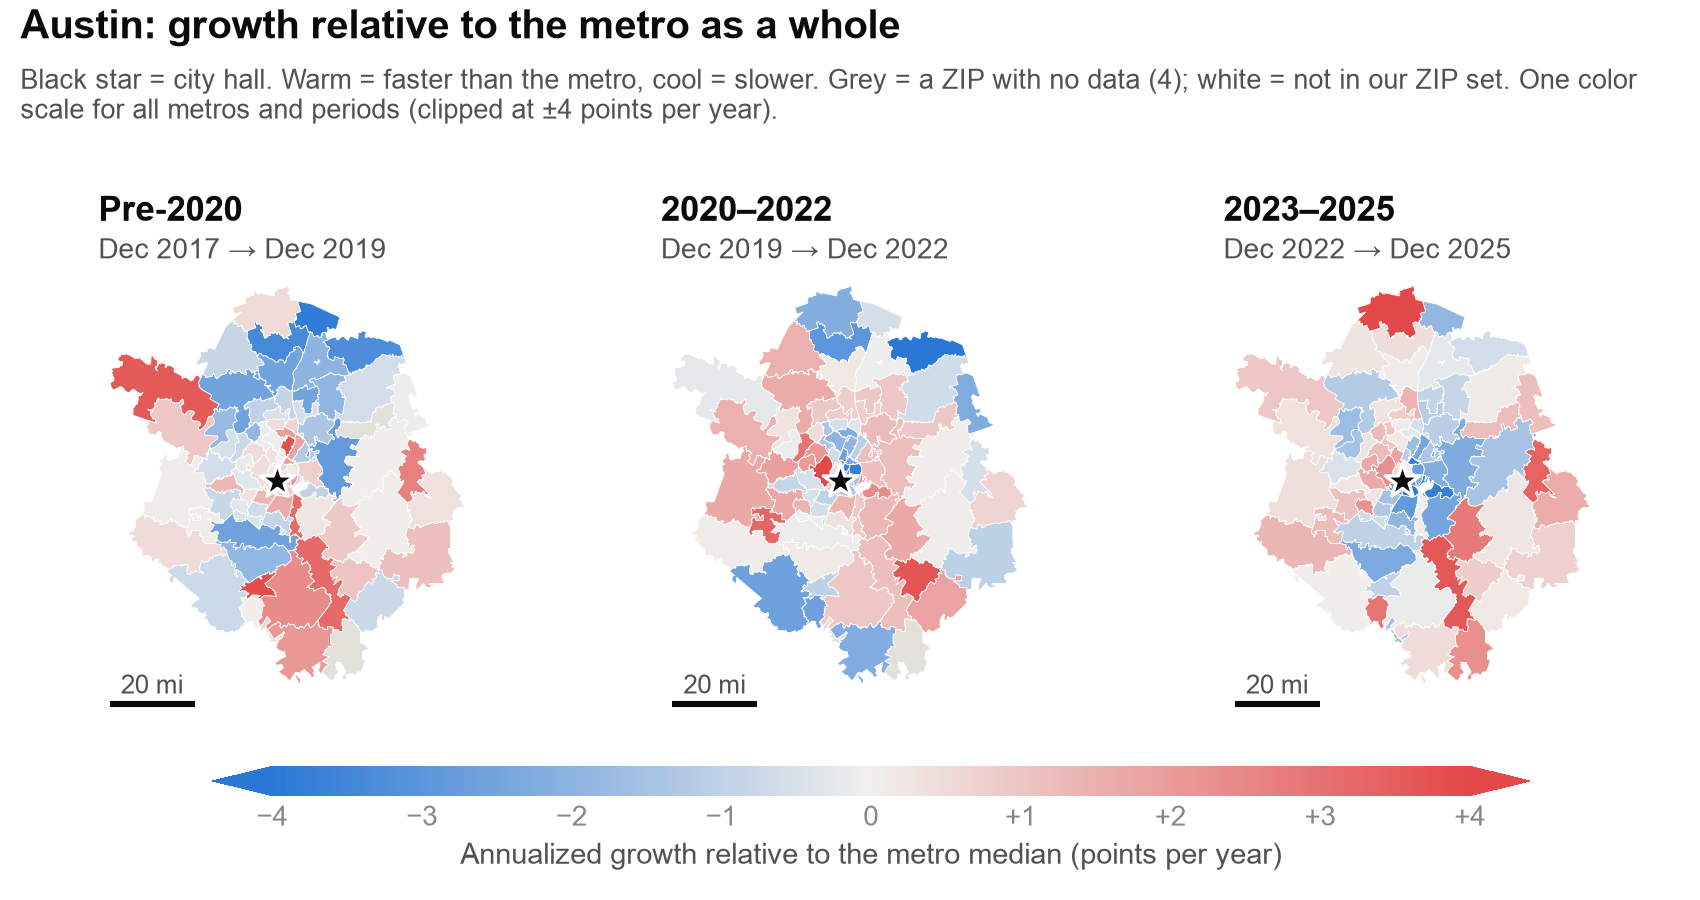 Austin: growth relative to the metro as a whole
Black star = city hall. Warm = faster than the metro, cool = slower. Grey = a ZIP with no data (4); white = not in our ZIP set. One color
scale for all metros and periods (clipped at ±4 points per year).
Pre-2020
Dec 2017 → Dec 2019
2020–2022
Dec 2019 → Dec 2022
2023–2025
Dec 2022 → Dec 2025
20 mi
20 mi
20 mi
−4 −3 −2 −1 0 +1 +2 +3 +4
Annualized growth relative to the metro median (points per year)